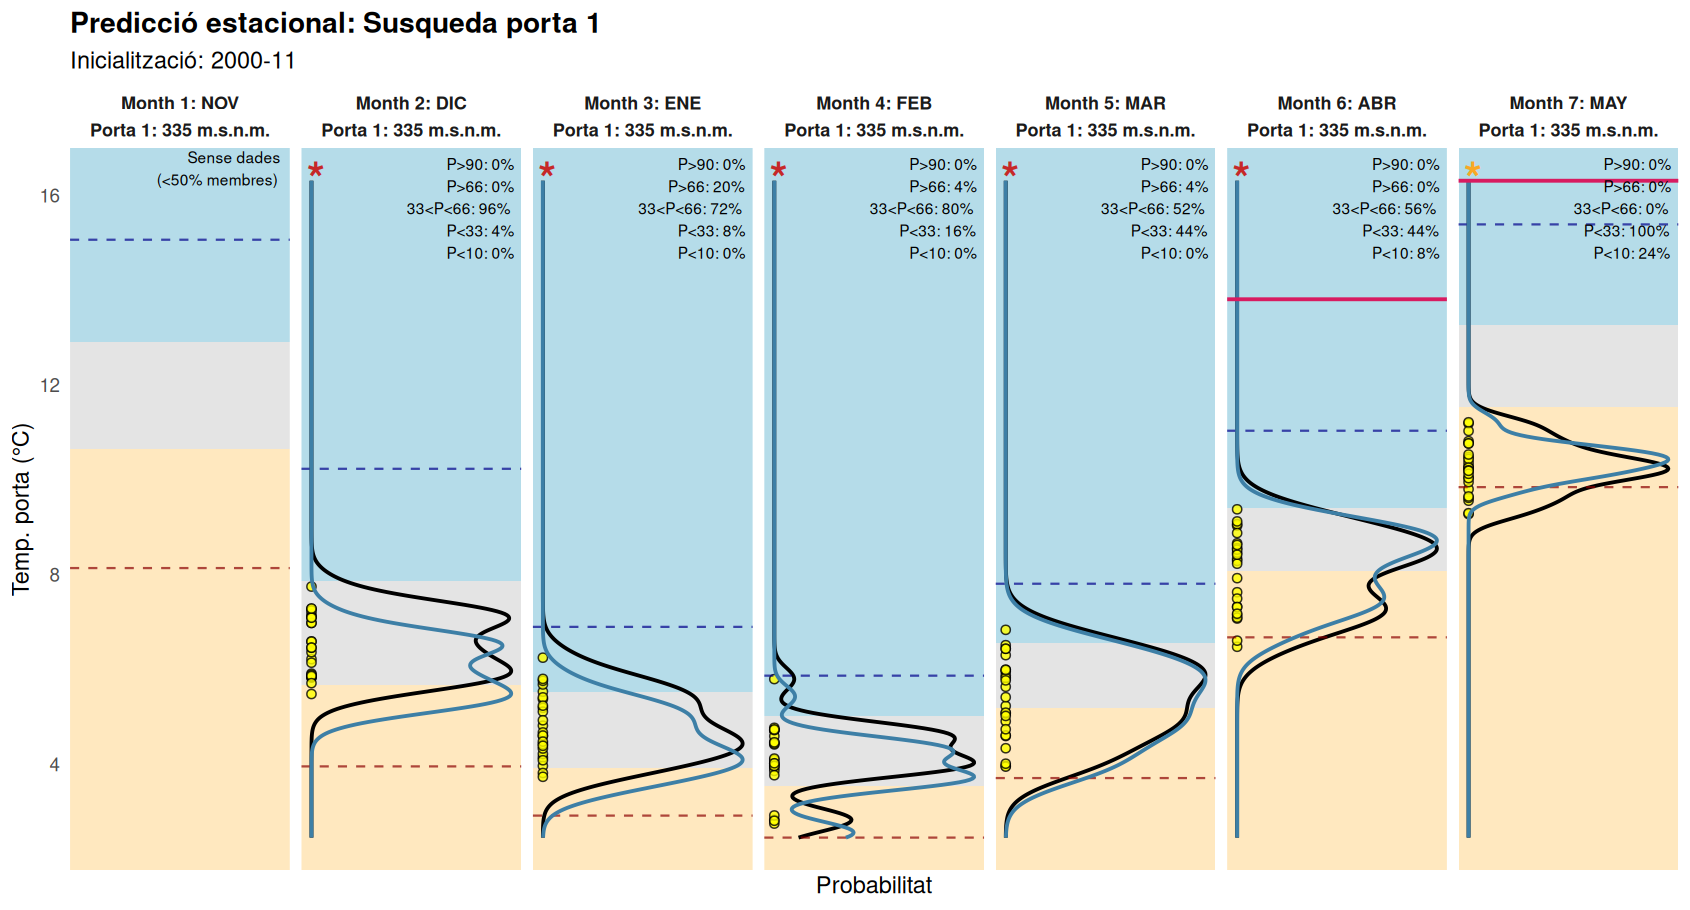 Predicció estacional: Susqueda porta 1
Inicialització: 2000-11
Month 1: NOV
Porta 1: 335 m.s.n.m.
Month 2: DIC
Porta 1: 335 m.s.n.m.
Month 3: ENE
Porta 1: 335 m.s.n.m.
Month 4: FEB
Porta 1: 335 m.s.n.m.
Month 5: MAR
Porta 1: 335 m.s.n.m.
Month 6: ABR
Porta 1: 335 m.s.n.m.
Month 7: MAY
Porta 1: 335 m.s.n.m.
Sense dades
(<50% membres)
*
P>90: 0%
P>66: 0%
33<P<66: 96%
P<33: 4%
P<10: 0%
*
P>90: 0%
P>66: 20%
33<P<66: 72%
P<33: 8%
P<10: 0%
*
P>90: 0%
P>66: 4%
33<P<66: 80%
P<33: 16%
P<10: 0%
*
P>90: 0%
P>66: 4%
33<P<66: 52%
P<33: 44%
P<10: 0%
*
P>90: 0%
P>66: 0%
33<P<66: 56%
P<33: 44%
P<10: 8%
*
P>90: 0%
P>66: 0%
33<P<66: 0%
P<33: 100%
P<10: 24%
16
12
8
4
Temp. porta (°C)
Probabilitat